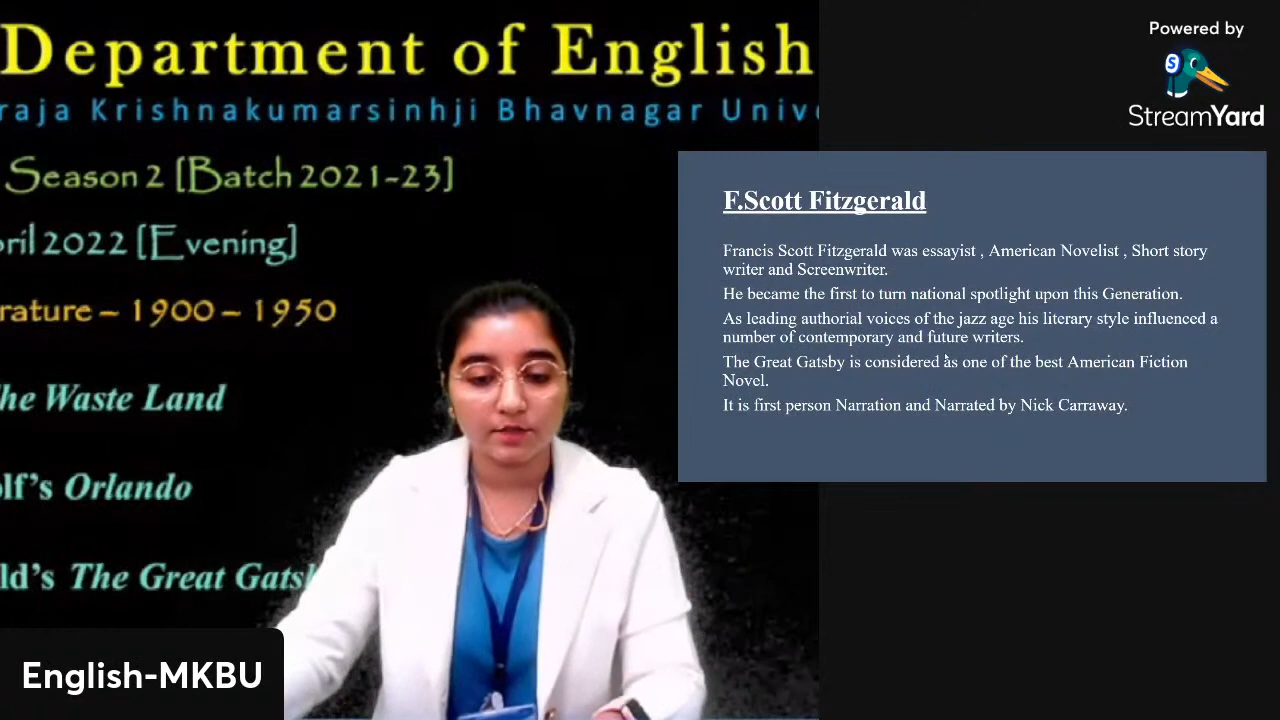 Department of English
raja Krishnakumarsinhji Bhavnagar Unive
Season 2 [Batch 2021-23]
pril 2022 [Evening]
rature – 1900 – 1950
he Waste Land
olf's Orlando
ald's The Great Gatsb
English-MKBU
Powered by
StreamYard
F.Scott Fitzgerald
Francis Scott Fitzgerald was essayist , American Novelist , Short story
writer and Screenwriter.
He became the first to turn national spotlight upon this Generation.
As leading authorial voices of the jazz age his literary style influenced a
number of contemporary and future writers.
The Great Gatsby is considered as one of the best American Fiction
Novel.
It is first person Narration and Narrated by Nick Carraway.